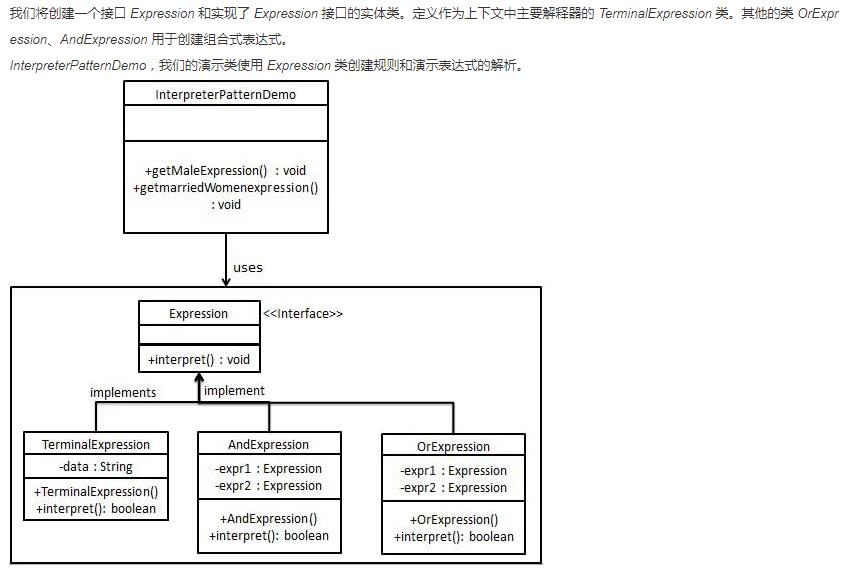 我们将创建一个接口 Expression 和实现了 Expression 接口的实体类。定义作为上下文中主要解释器的 TerminalExpression 类。其他的类 OrExpr
ession、AndExpression 用于创建组合式表达式。
InterpreterPatternDemo，我们的演示类使用 Expression 类创建规则和演示表达式的解析。
InterpreterPatternDemo
+getMaleExpression() : void
+getmarriedWomenexpression()
: void
uses
Expression
<<Interface>>
+interpret() : void
implements
implement
TerminalExpression
-data : String
+TerminalExpression()
+interpret(): boolean
AndExpression
-expr1 : Expression
-expr2 : Expression
+AndExpression()
+interpret(): boolean
OrExpression
-expr1 : Expression
-expr2 : Expression
+OrExpression()
+interpret(): boolean